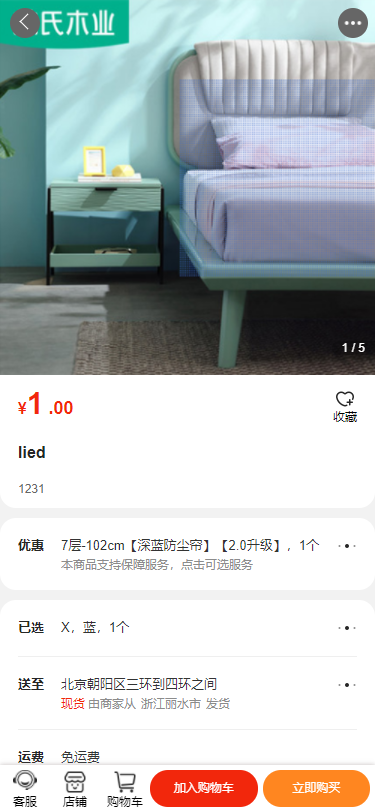 氏木业
1 / 5
¥1.00
收藏
lied
1231
优惠 7层-102cm【深蓝防尘帘】【2.0升级】，1个
本商品支持保障服务，点击可选服务
已选 X，蓝，1个
送至 北京朝阳区三环到四环之间
现货 由商家从 浙江丽水市 发货
运费 免运费
客服 店铺 购物车 加入购物车 立即购买